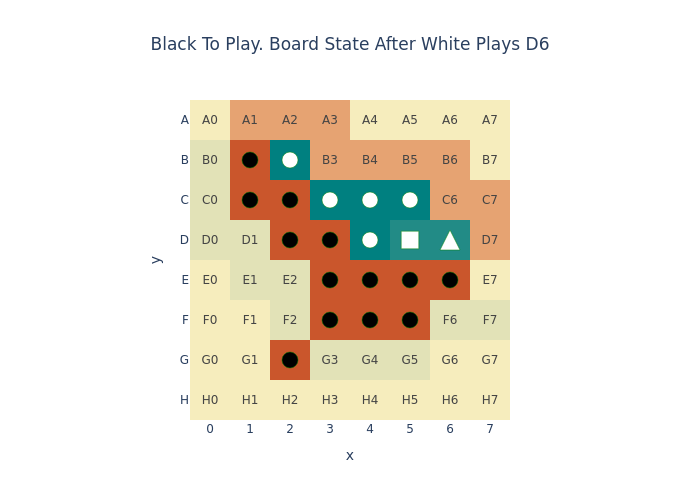 Black To Play. Board State After White Plays D6
A A0 A1 A2 A3 A4 A5 A6 A7
B B0 B3 B4 B5 B6 B7
C C0 C6 C7
D D0 D1 D7
E E0 E1 E2 E7
F F0 F1 F2 F6 F7
G G0 G1 G3 G4 G5 G6 G7
H H0 H1 H2 H3 H4 H5 H6 H7
0 1 2 3 4 5 6 7
x
y